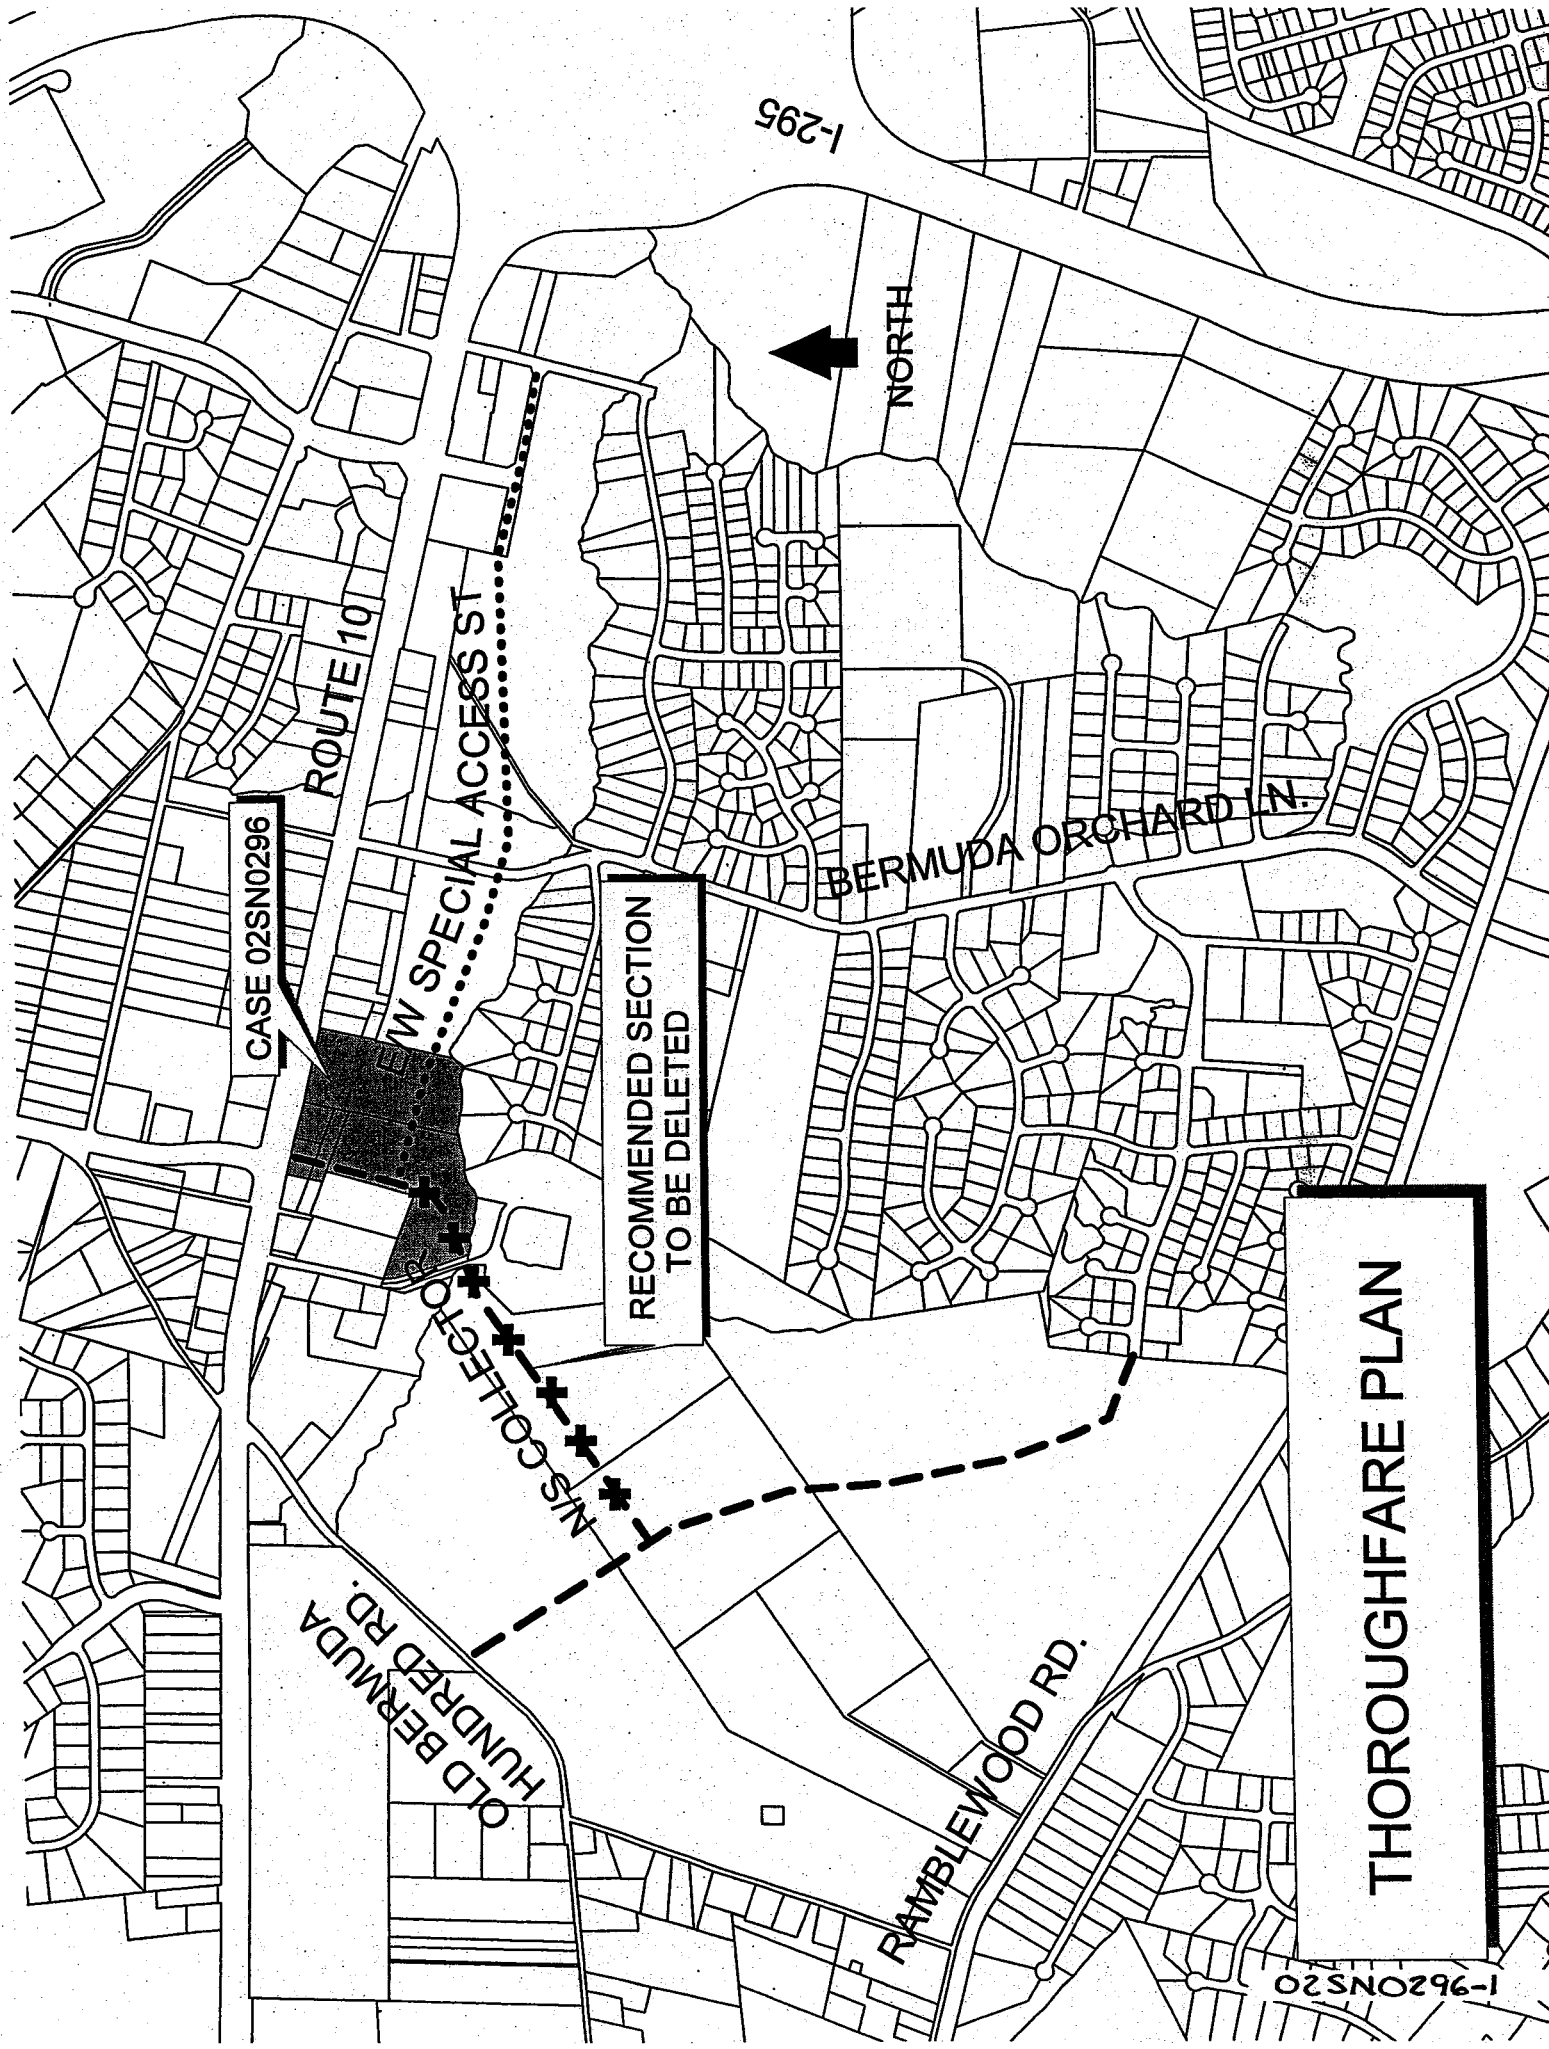 I-295
NORTH
ROUTE 10
CASE 02SN0296
E/W SPECIAL ACCESS ST
BERMUDA ORCHARD LN.
RECOMMENDED SECTION
TO BE DELETED
N/S COLLECTOR
OLD BERMUDA
HUNDRED RD.
RAMBLEWOOD RD.
THOROUGHFARE PLAN
02SN0296-1